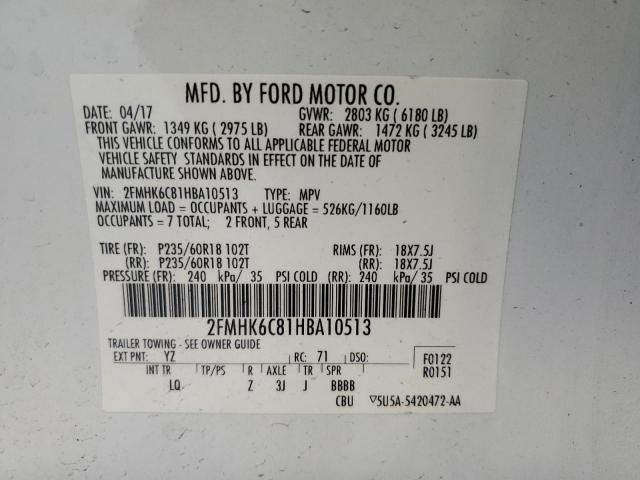 MFD. BY FORD MOTOR CO.
DATE: 04/17 GVWR: 2803 KG ( 6180 LB)
FRONT GAWR: 1349 KG ( 2975 LB) REAR GAWR: 1472 KG ( 3245 LB)
THIS VEHICLE CONFORMS TO ALL APPLICABLE FEDERAL MOTOR
VEHICLE SAFETY STANDARDS IN EFFECT ON THE DATE OF
MANUFACTURE SHOWN ABOVE.
VIN: 2FMHK6C81HBA10513 TYPE: MPV
MAXIMUM LOAD = OCCUPANTS + LUGGAGE = 526KG/1160LB
OCCUPANTS = 7 TOTAL; 2 FRONT, 5 REAR
TIRE (FR): P235/60R18 102T RIMS (FR): 18X7.5J
(RR): P235/60R18 102T (RR): 18X7.5J
PRESSURE (FR): 240 kPa/ 35 PSI COLD (RR): 240 kPa/ 35 PSI COLD
2FMHK6C81HBA10513
TRAILER TOWING - SEE OWNER GUIDE
EXT PNT: YZ RC: 71 DSO: F0122
INT TR TP/PS R AXLE TR SPR R0151
LQ Z 3J J BBBB
CBU ▽5U5A-5420472-AA